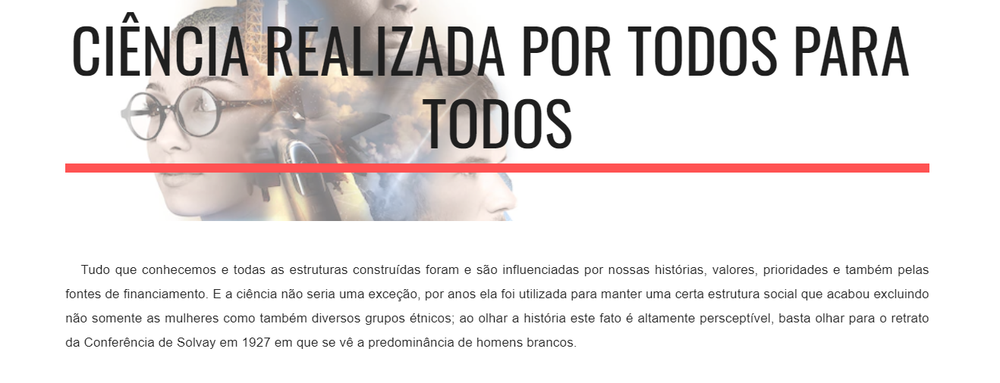 CIÊNCIA REALIZADA POR TODOS PARA
TODOS
Tudo que conhecemos e todas as estruturas construídas foram e são influenciadas por nossas histórias, valores, prioridades e também pelas
fontes de financiamento. E a ciência não seria uma exceção, por anos ela foi utilizada para manter uma certa estrutura social que acabou excluindo
não somente as mulheres como também diversos grupos étnicos; ao olhar a história este fato é altamente persceptível, basta olhar para o retrato
da Conferência de Solvay em 1927 em que se vê a predominância de homens brancos.